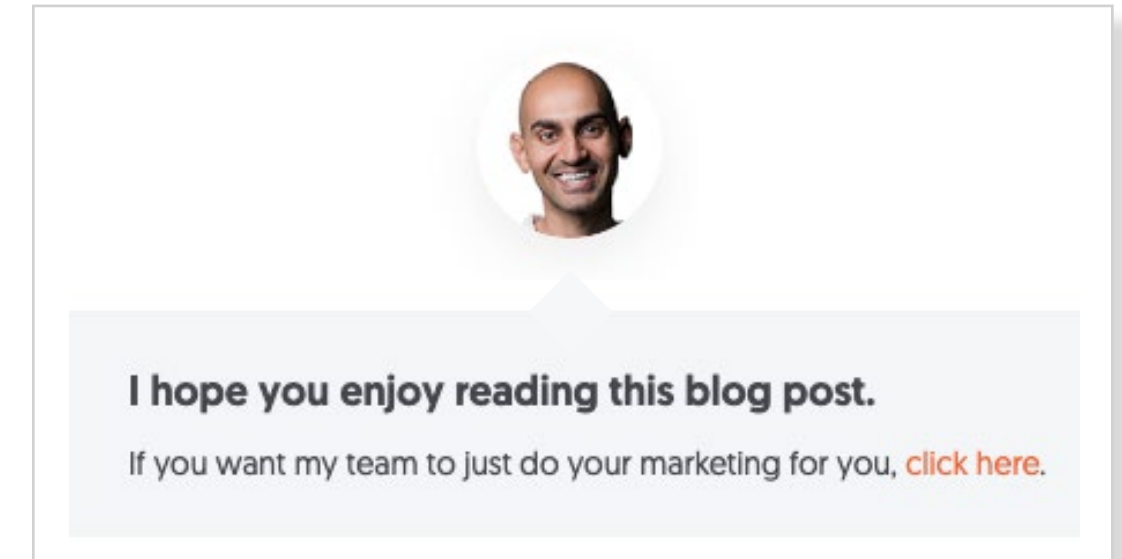 I hope you enjoy reading this blog post.
If you want my team to just do your marketing for you, click here.